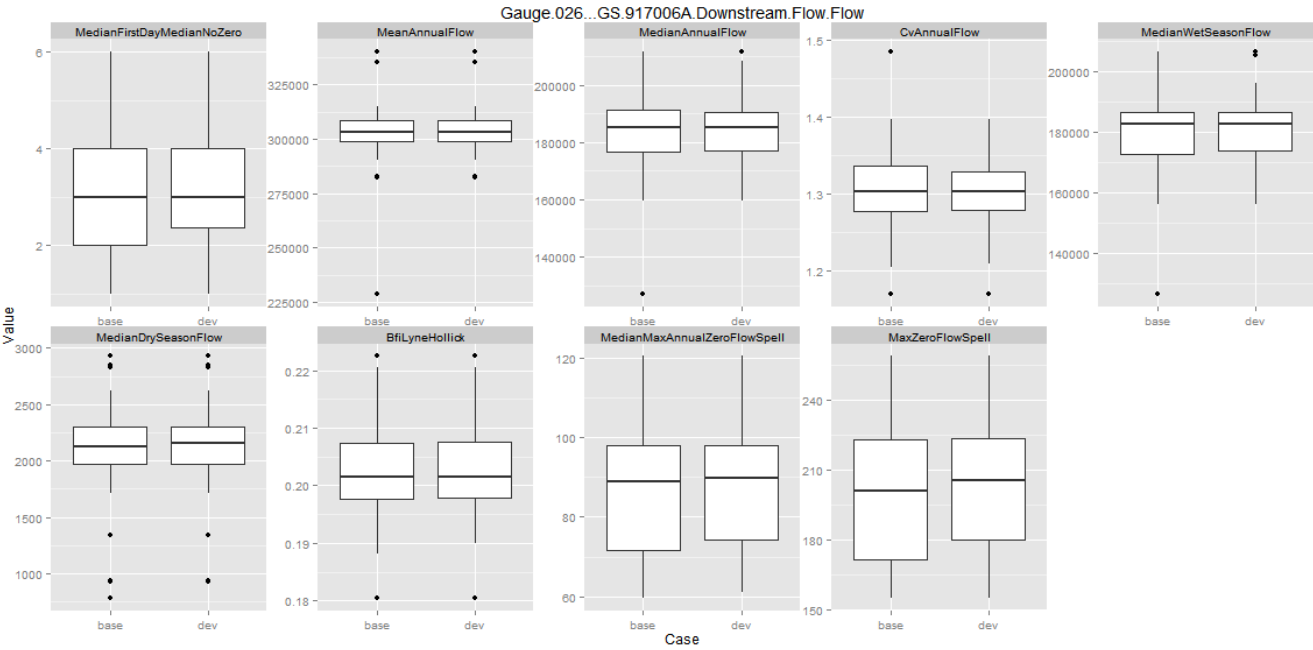 Gauge.026...GS.917006A.Downstream.Flow.Flow
MedianFirstDayMedianNoZero
MeanAnnualFlow
MedianAnnualFlow
CvAnnualFlow
MedianWetSeasonFlow
6
4
2
325000
300000
275000
250000
225000
200000
180000
160000
140000
1.5
1.4
1.3
1.2
200000
180000
160000
140000
base
dev
base
dev
base
dev
base
dev
base
dev
Value
MedianDrySeasonFlow
BfiLyneHollick
MedianMaxAnnualZeroFlowSpell
MaxZeroFlowSpell
3000
2500
2000
1500
1000
0.22
0.21
0.20
0.19
0.18
120
100
80
60
240
210
180
150
base
dev
base
dev
base
dev
base
dev
Case